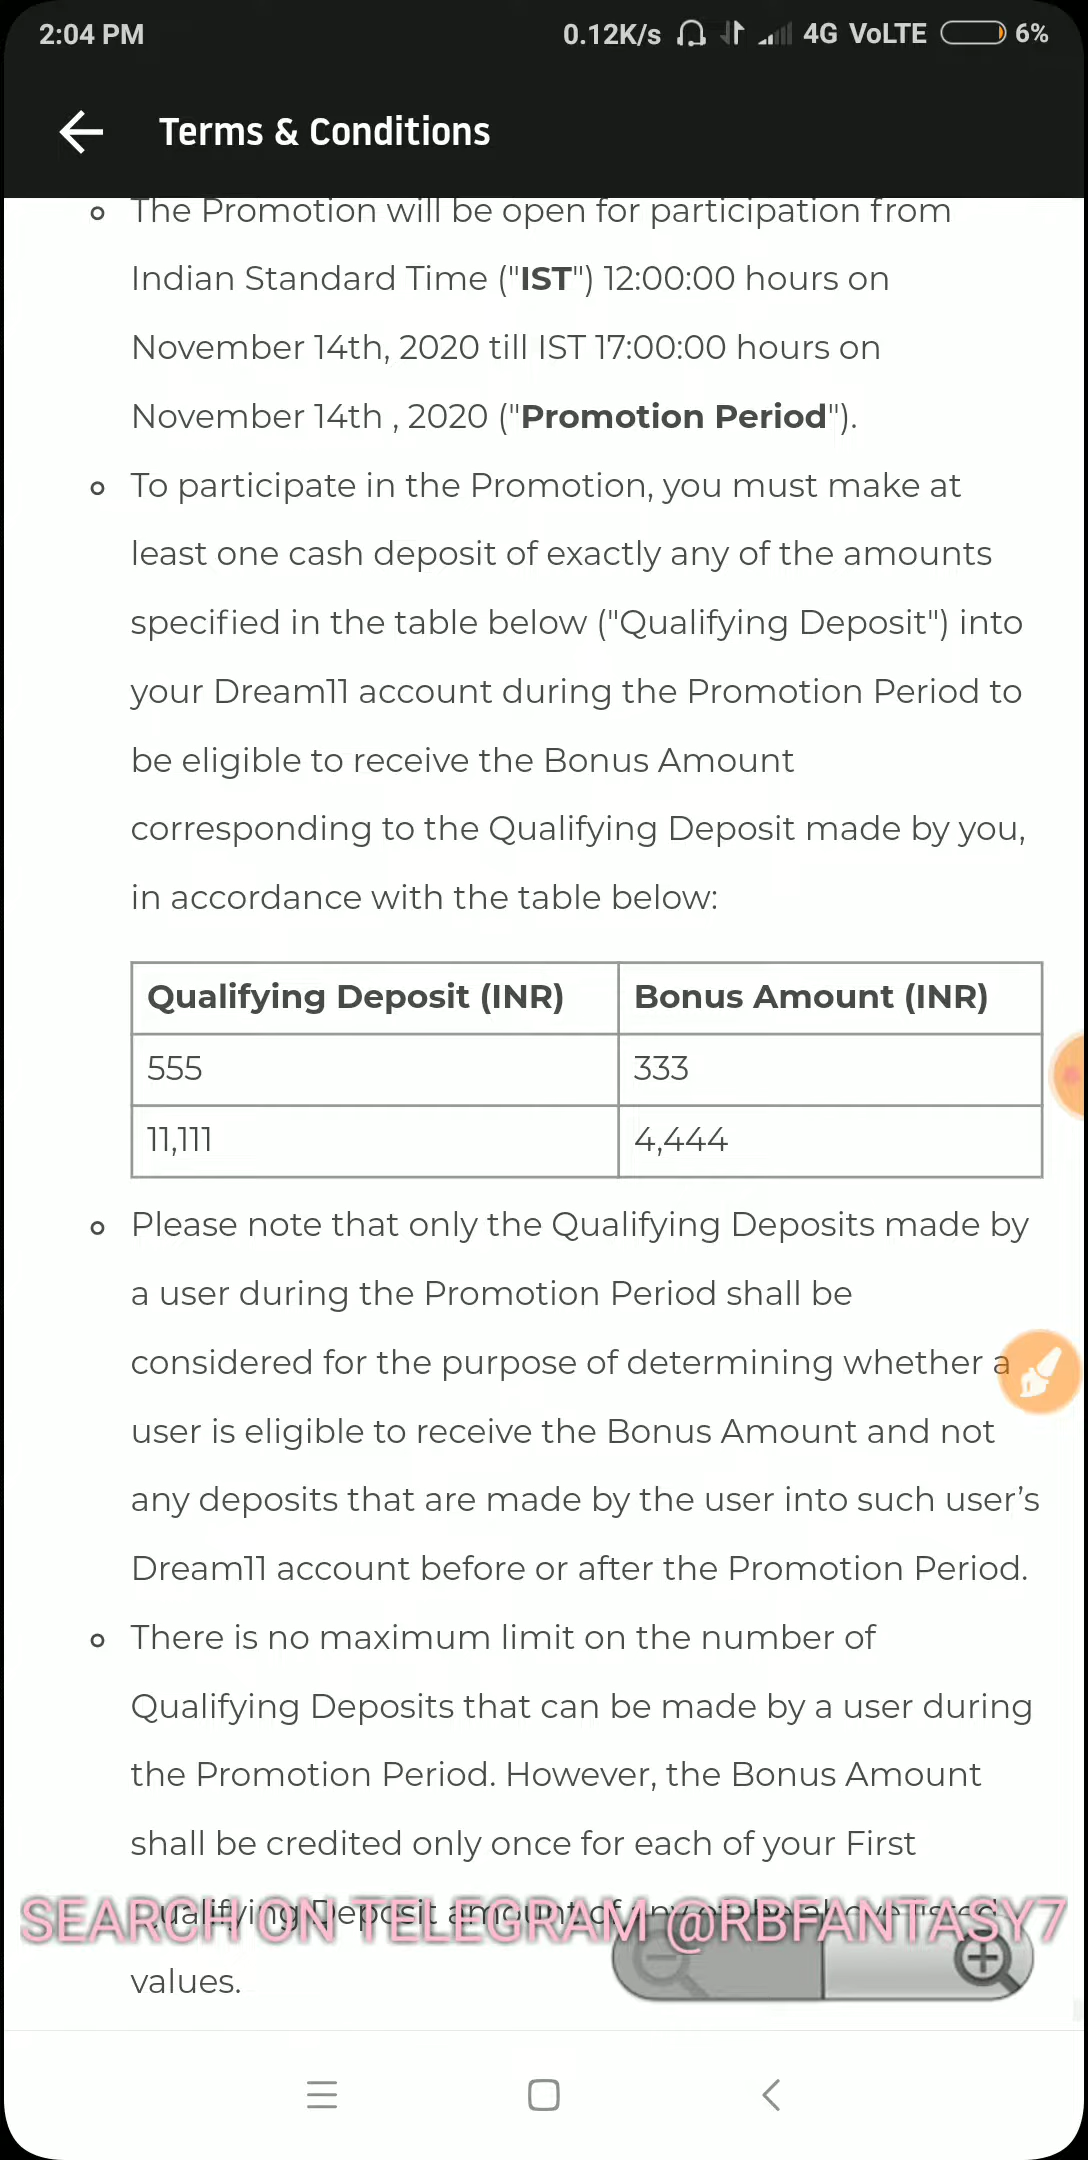 2:04 PM 0.12K/s 4G VoLTE 6%
Terms & Conditions
The Promotion will be open for participation from
Indian Standard Time ("IST") 12:00:00 hours on
November 14th, 2020 till IST 17:00:00 hours on
November 14th , 2020 ("Promotion Period").
To participate in the Promotion, you must make at
least one cash deposit of exactly any of the amounts
specified in the table below ("Qualifying Deposit") into
your Dream11 account during the Promotion Period to
be eligible to receive the Bonus Amount
corresponding to the Qualifying Deposit made by you,
in accordance with the table below:
Qualifying Deposit (INR) Bonus Amount (INR)
555 333
11,111 4,444
Please note that only the Qualifying Deposits made by
a user during the Promotion Period shall be
considered for the purpose of determining whether a
user is eligible to receive the Bonus Amount and not
any deposits that are made by the user into such user's
Dream11 account before or after the Promotion Period.
There is no maximum limit on the number of
Qualifying Deposits that can be made by a user during
the Promotion Period. However, the Bonus Amount
shall be credited only once for each of your First
Qualifying Deposit amount of any of the above listed
SEARCH ON TELEGRAM @RBFANTASY7
values.